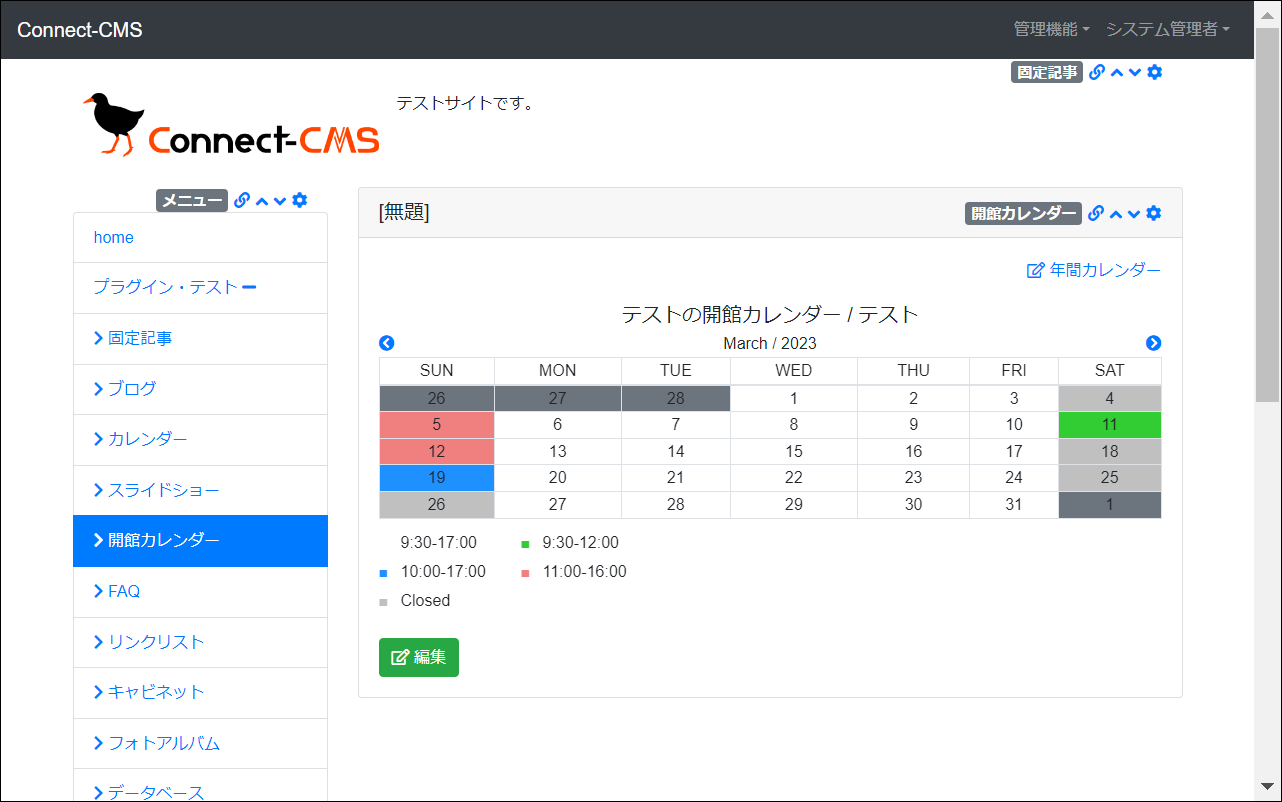 Connect-CMS 管理機能 システム管理者
固定記事
テストサイトです。
Connect-CMS
メニュー
home
プラグイン・テスト
固定記事
ブログ
カレンダー
スライドショー
開館カレンダー
FAQ
リンクリスト
キャビネット
フォトアルバム
データベース
[無題] 開館カレンダー
年間カレンダー
テストの開館カレンダー / テスト
March / 2023
SUN MON TUE WED THU FRI SAT
26 27 28 1 2 3 4
5 6 7 8 9 10 11
12 13 14 15 16 17 18
19 20 21 22 23 24 25
26 27 28 29 30 31 1
9:30-17:00 9:30-12:00
10:00-17:00 11:00-16:00
Closed
編集